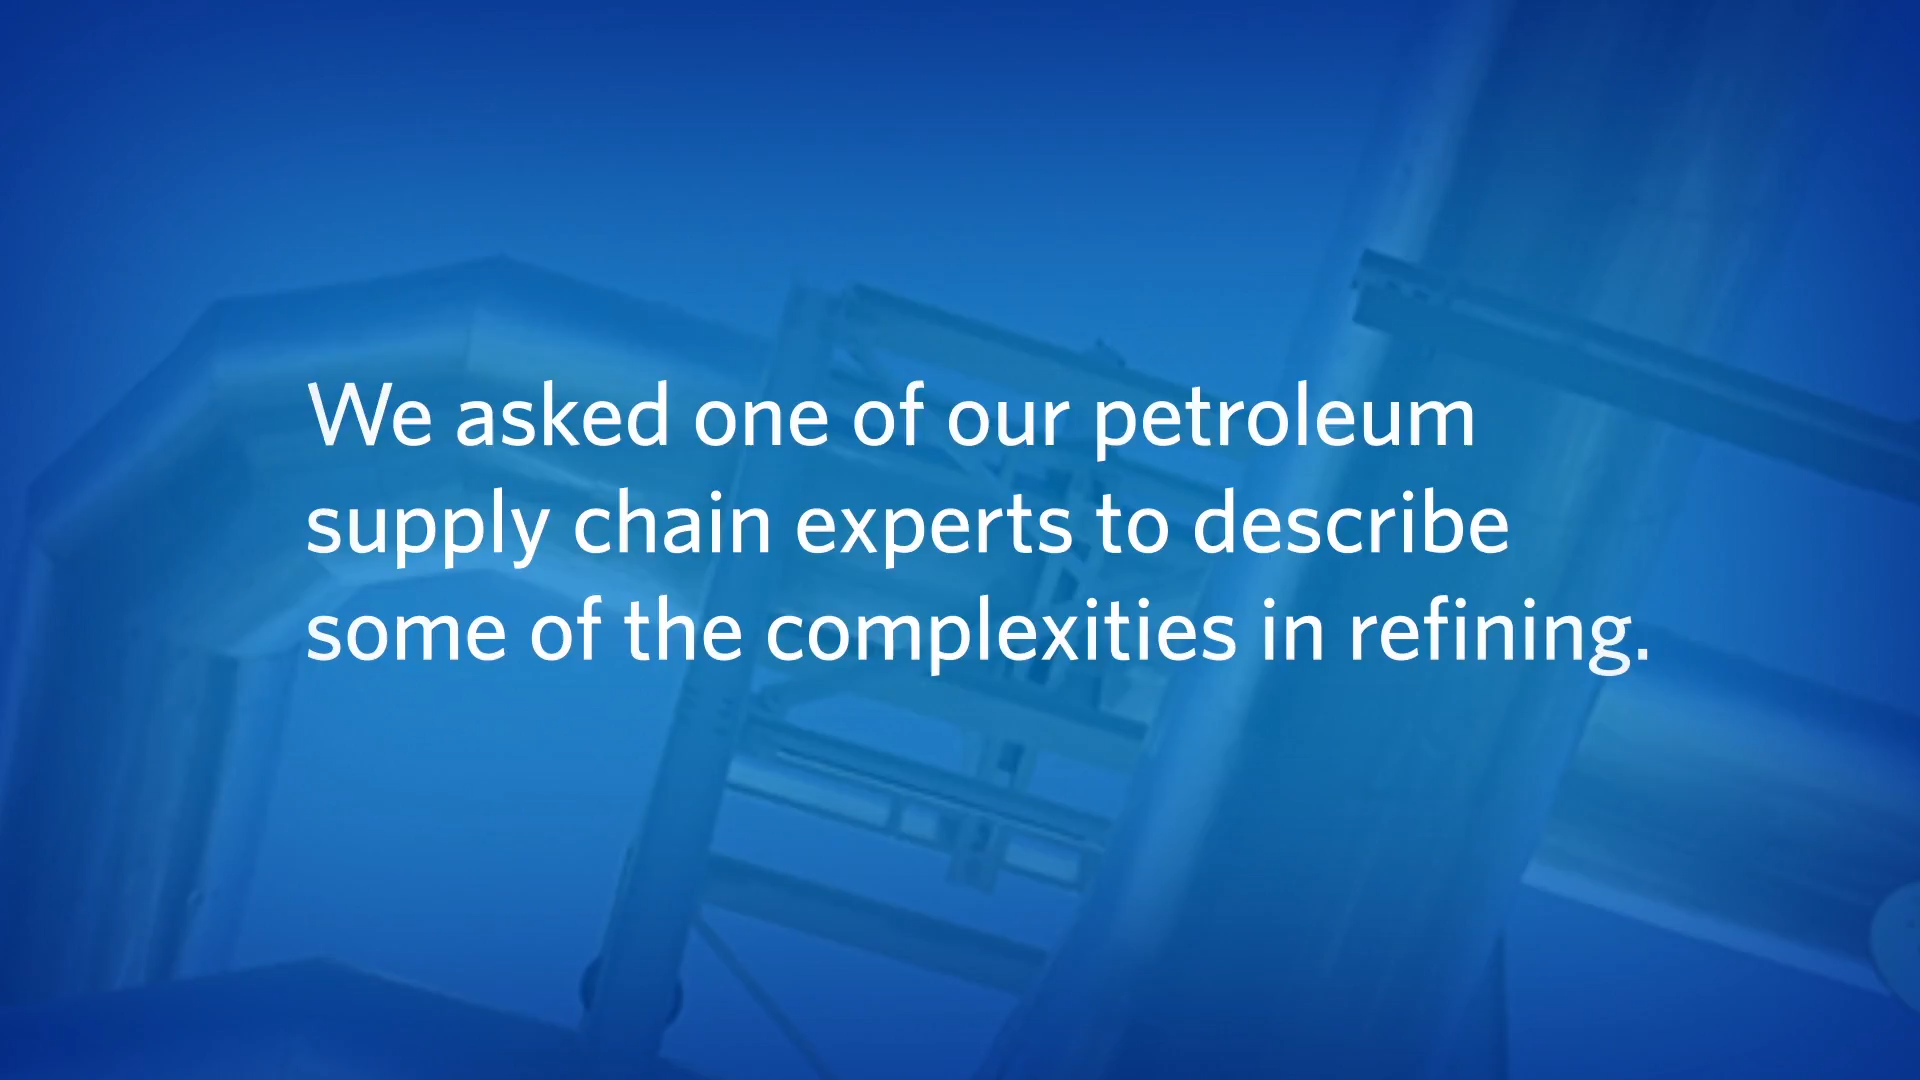 We asked one of our petroleum
supply chain experts to describe
some of the complexities in refining.